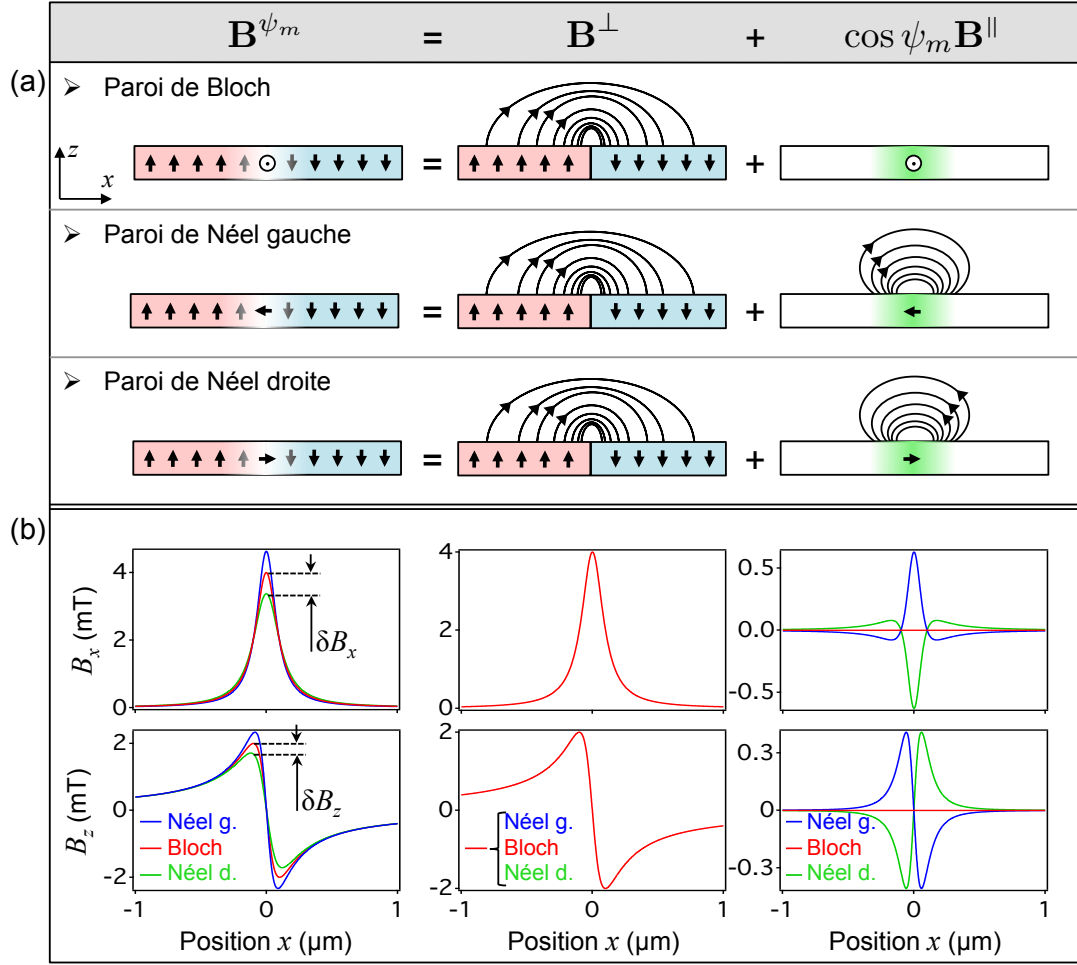 𝐁^ψₘ = 𝐁^⊥ + cos ψₘ 𝐁^∥
(a)
➢ Paroi de Bloch
z
x
= +
➢ Paroi de Néel gauche
= +
➢ Paroi de Néel droite
= +
(b)
Bₓ (mT)
4
2
0
δBₓ
4
2
0
0.5
0.0
-0.5
B_z (mT)
2
0
-2
δB_z
Néel g.
Bloch
Néel d.
2
0
-2
Néel g.
Bloch
Néel d.
0.3
0
-0.3
Néel g.
Bloch
Néel d.
-1 0 1
-1 0 1
-1 0 1
Position x (µm)
Position x (µm)
Position x (µm)